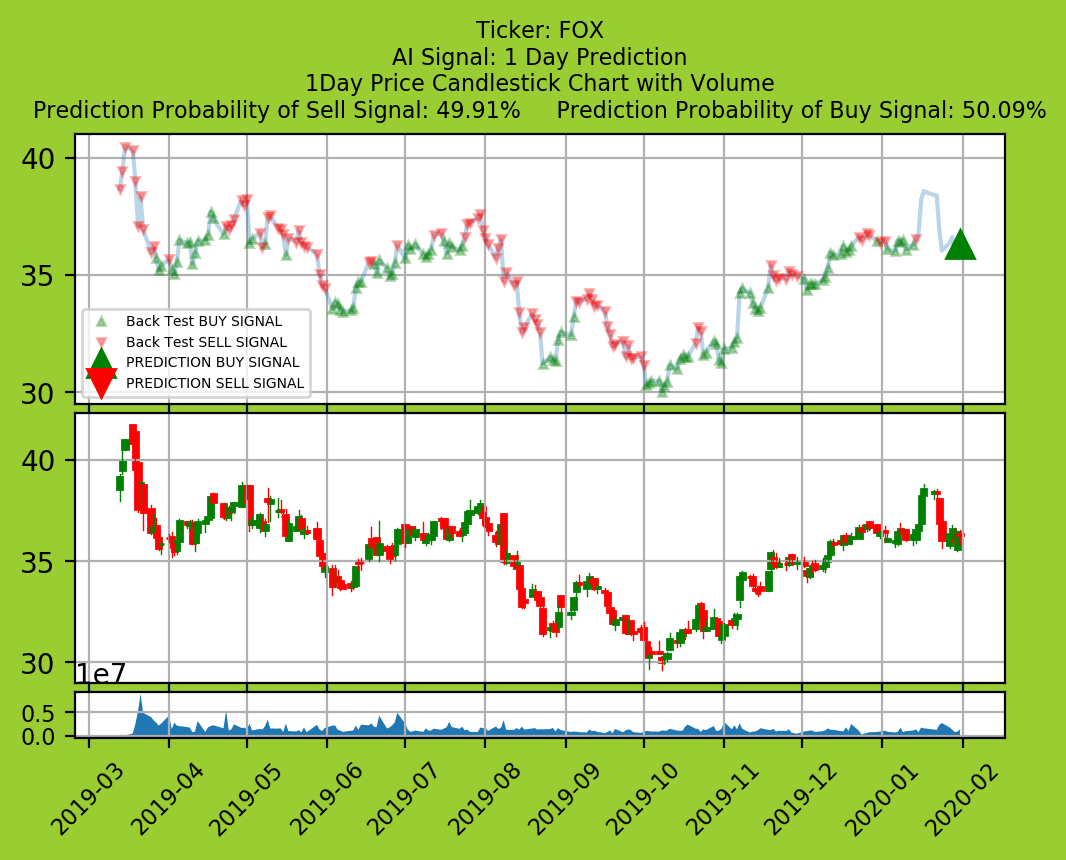 Ticker: FOX
AI Signal: 1 Day Prediction
1Day Price Candlestick Chart with Volume
Prediction Probability of Sell Signal: 49.91%     Prediction Probability of Buy Signal: 50.09%
40
35
30
Back Test BUY SIGNAL
Back Test SELL SIGNAL
PREDICTION BUY SIGNAL
PREDICTION SELL SIGNAL
40
35
30
1e7
0.5
0.0
2019-03
2019-04
2019-05
2019-06
2019-07
2019-08
2019-09
2019-10
2019-11
2019-12
2020-01
2020-02